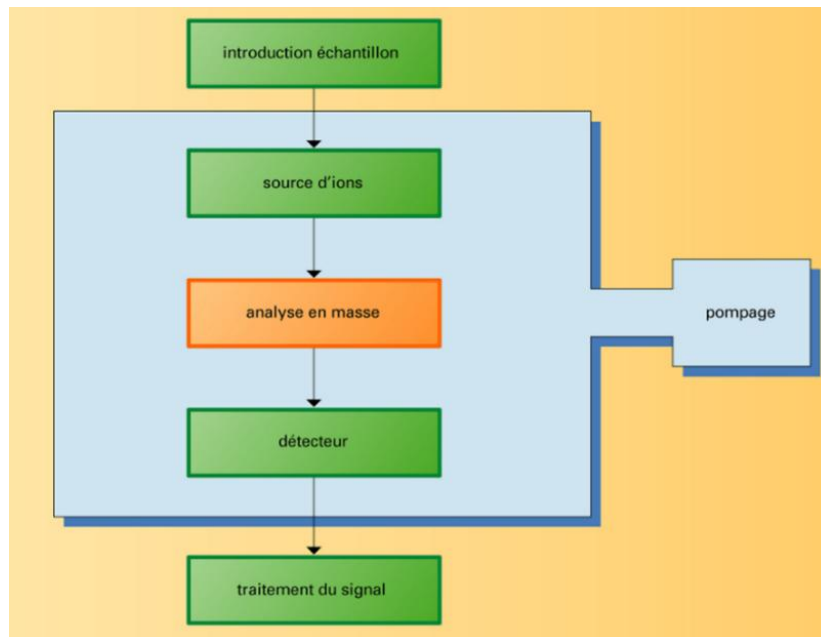 introduction échantillon
source d'ions
analyse en masse
pompage
détecteur
traitement du signal